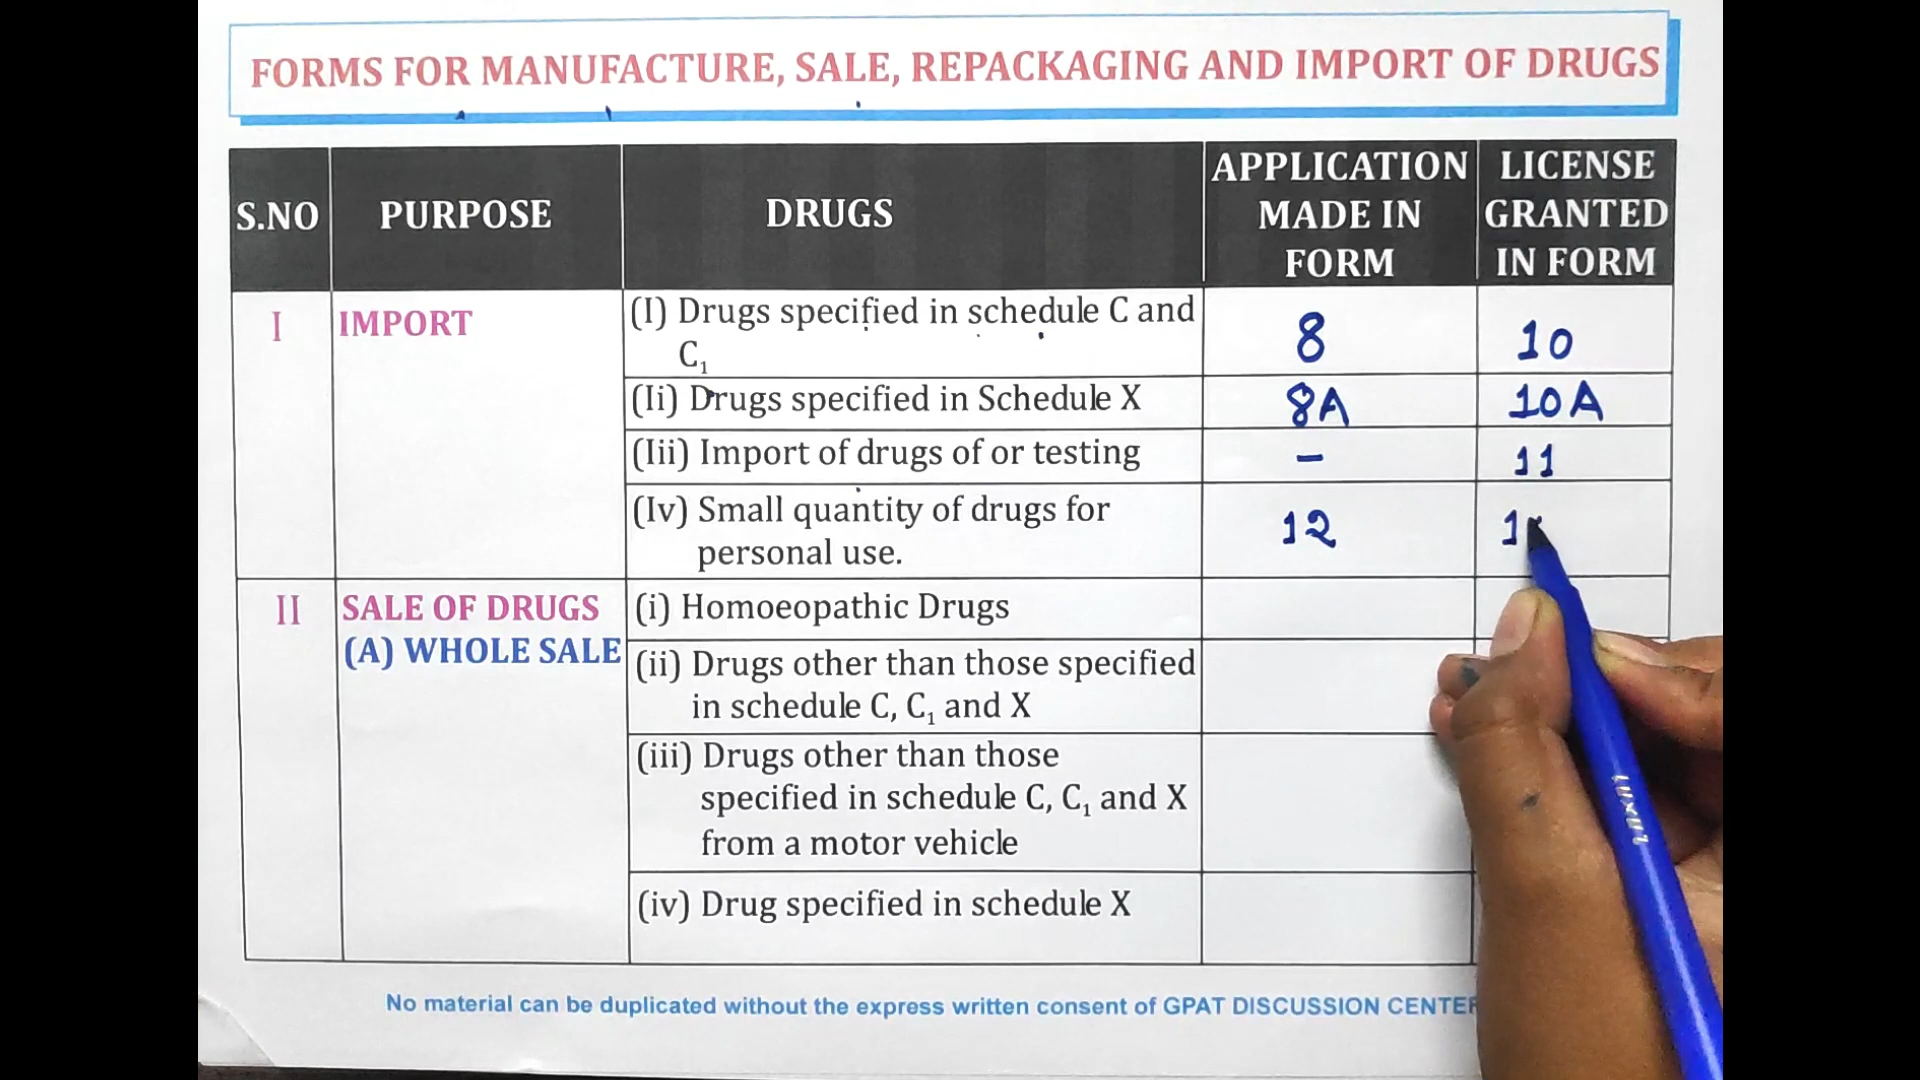 FORMS FOR MANUFACTURE, SALE, REPACKAGING AND IMPORT OF DRUGS
S.NO PURPOSE DRUGS APPLICATION MADE IN FORM LICENSE GRANTED IN FORM
I IMPORT (I) Drugs specified in schedule C and 8 10
C₁
(Ii) Drugs specified in Schedule X 8A 10A
(Iii) Import of drugs of or testing - 11
(Iv) Small quantity of drugs for 12
personal use.
II SALE OF DRUGS (i) Homoeopathic Drugs
(A) WHOLE SALE (ii) Drugs other than those specified
in schedule C, C₁ and X
(iii) Drugs other than those
specified in schedule C, C₁ and X
from a motor vehicle
(iv) Drug specified in schedule X
No material can be duplicated without the express written consent of GPAT DISCUSSION